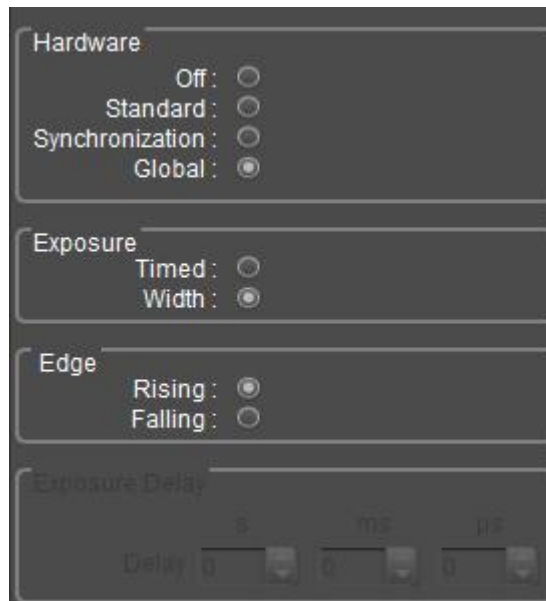 Hardware
Off :
Standard :
Synchronization :
Global :
Exposure
Timed :
Width :
Edge
Rising :
Falling :
Exposure Delay
s ms µs
Delay 0 0 0